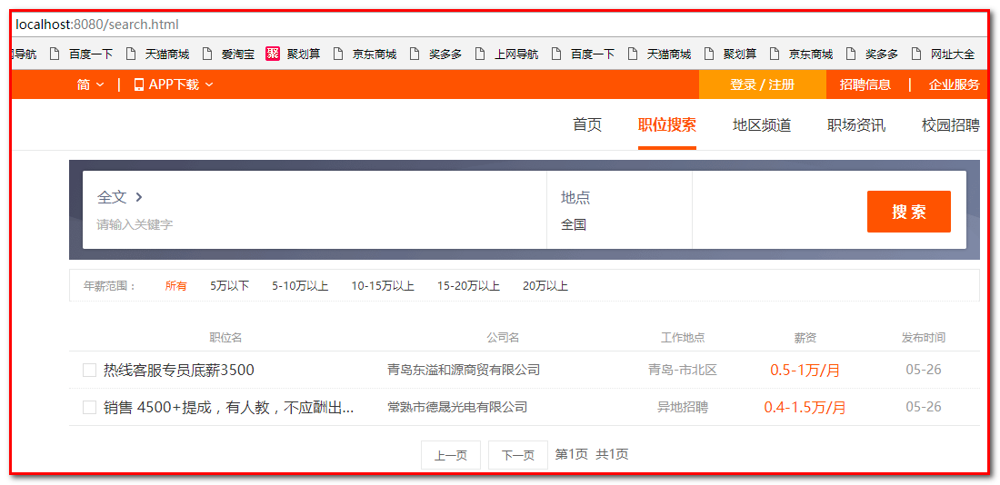 localhost:8080/search.html
网导航 百度一下 天猫商城 爱淘宝 聚 聚划算 京东商城 奖多多 上网导航 百度一下 天猫商城 聚划算 京东商城 奖多多 网址大全
简 | APP下载 登录 / 注册 招聘信息 | 企业服务
首页 职位搜索 地区频道 职场资讯 校园招聘
全文 地点
请输入关键字 全国
搜 索
年薪范围： 所有 5万以下 5-10万以上 10-15万以上 15-20万以上 20万以上
职位名 公司名 工作地点 薪资 发布时间
热线客服专员底薪3500 青岛东溢和源商贸有限公司 青岛-市北区 0.5-1万/月 05-26
销售 4500+提成，有人教，不应酬出... 常熟市德晟光电有限公司 异地招聘 0.4-1.5万/月 05-26
上一页 下一页 第1页 共1页